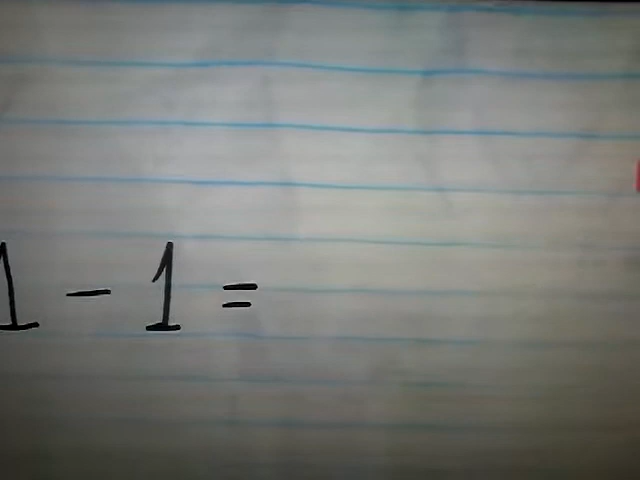 1 - 1 =